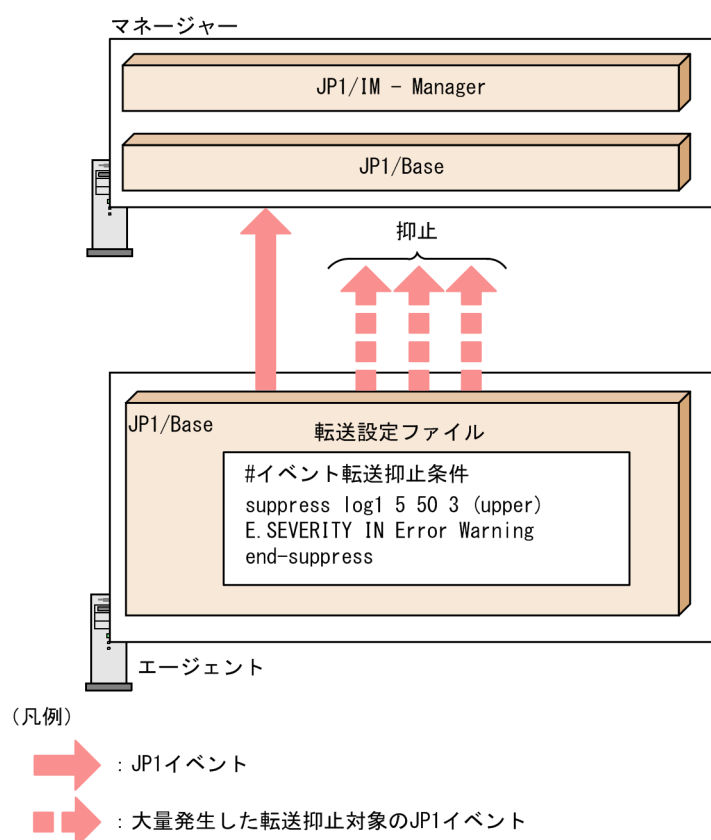 マネージャー
JP1/IM - Manager
JP1/Base
抑止
JP1/Base
転送設定ファイル
#イベント転送抑止条件
suppress log1 5 50 3 (upper)
E.SEVERITY IN Error Warning
end-suppress
エージェント
(凡例)
: JP1イベント
: 大量発生した転送抑止対象のJP1イベント